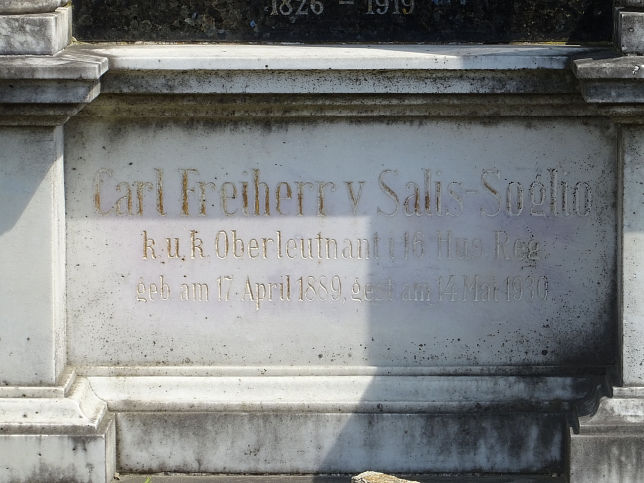 1826 - 1919
Carl Freiherr v. Salis-Soglio
k.u.k. Oberleutnant i. 16 Hus. Reg.
geb. am 17. April 1889, gest. am 14. Mai 1930.